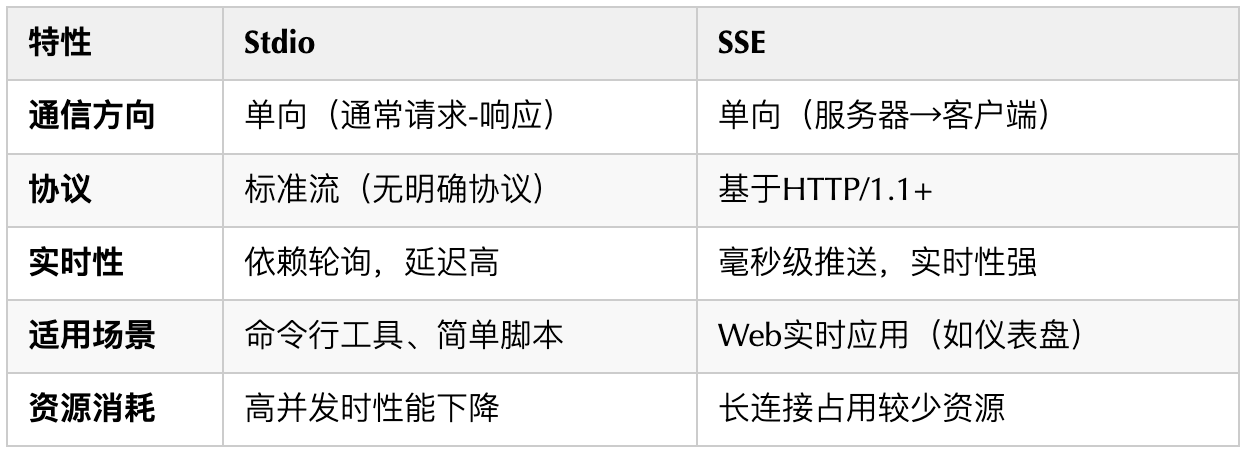 特性 Stdio SSE
通信方向 单向（通常请求-响应） 单向（服务器→客户端）
协议 标准流（无明确协议） 基于HTTP/1.1+
实时性 依赖轮询，延迟高 毫秒级推送，实时性强
适用场景 命令行工具、简单脚本 Web实时应用（如仪表盘）
资源消耗 高并发时性能下降 长连接占用较少资源